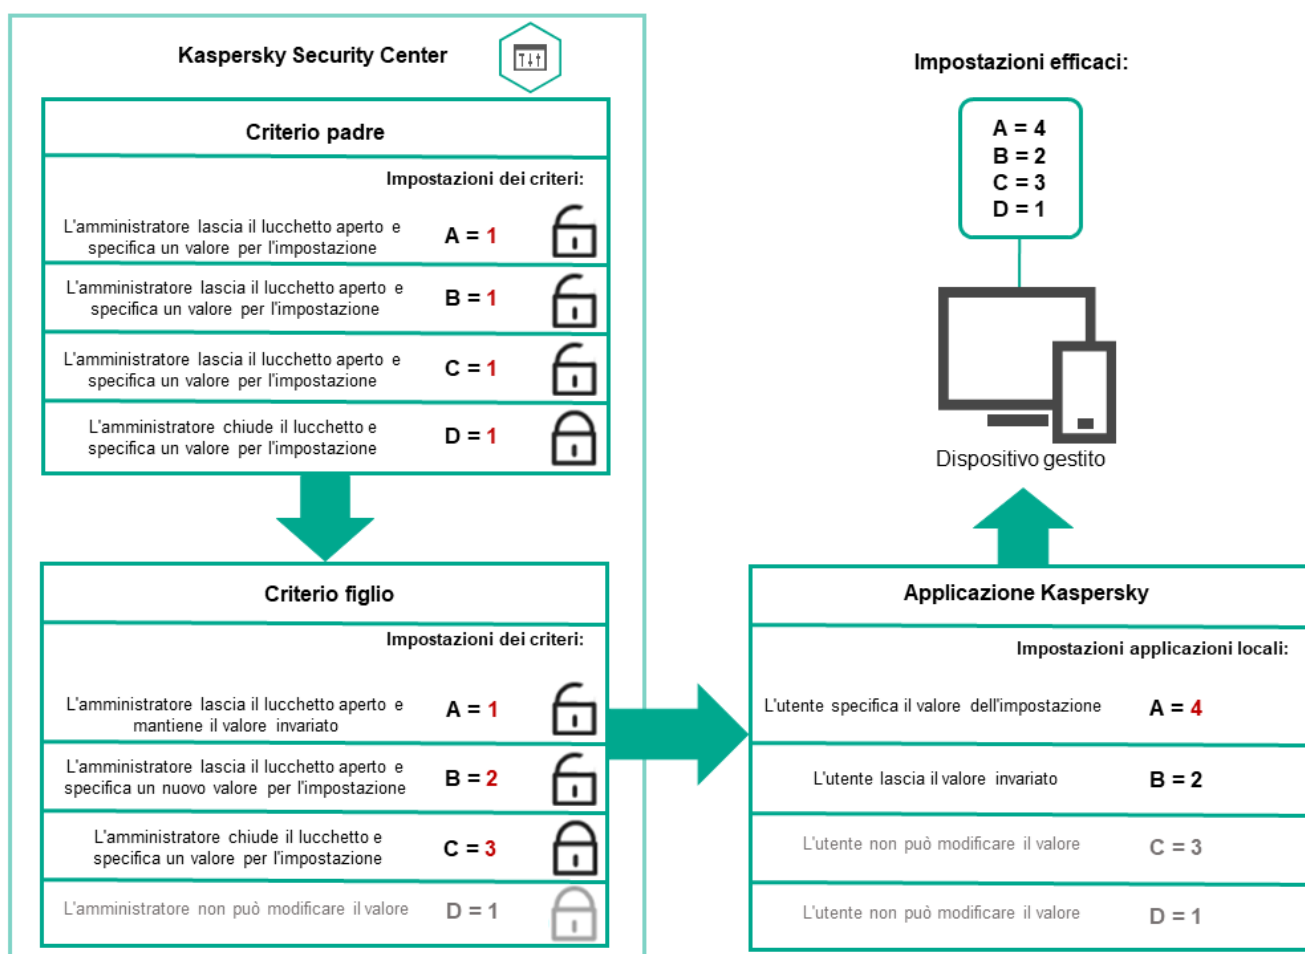 Kaspersky Security Center
Criterio padre
Impostazioni dei criteri:
L'amministratore lascia il lucchetto aperto e
specifica un valore per l'impostazione
A = 1
L'amministratore lascia il lucchetto aperto e
specifica un valore per l'impostazione
B = 1
L'amministratore lascia il lucchetto aperto e
specifica un valore per l'impostazione
C = 1
L'amministratore chiude il lucchetto e
specifica un valore per l'impostazione
D = 1
Criterio figlio
Impostazioni dei criteri:
L'amministratore lascia il lucchetto aperto e
mantiene il valore invariato
A = 1
L'amministratore lascia il lucchetto aperto e
specifica un nuovo valore per l'impostazione
B = 2
L'amministratore chiude il lucchetto e
specifica un valore per l'impostazione
C = 3
L'amministratore non può modificare il valore
D = 1
Impostazioni efficaci:
A = 4
B = 2
C = 3
D = 1
Dispositivo gestito
Applicazione Kaspersky
Impostazioni applicazioni locali:
L'utente specifica il valore dell'impostazione
A = 4
L'utente lascia il valore invariato
B = 2
L'utente non può modificare il valore
C = 3
L'utente non può modificare il valore
D = 1